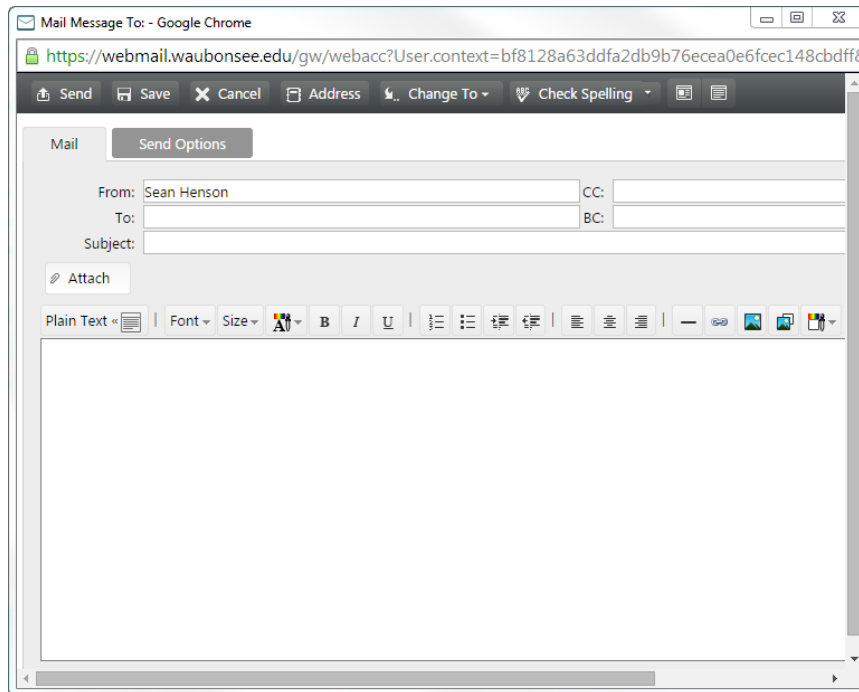 Mail Message To: - Google Chrome
https://webmail.waubonsee.edu/gw/webacc?User.context=bf8128a63ddfa2db9b76ecea0e6fcec148cbdff8
Send Save Cancel Address Change To Check Spelling
Mail Send Options
From: Sean Henson CC:
To: BC:
Subject:
Attach
Plain Text « Font Size A B I U